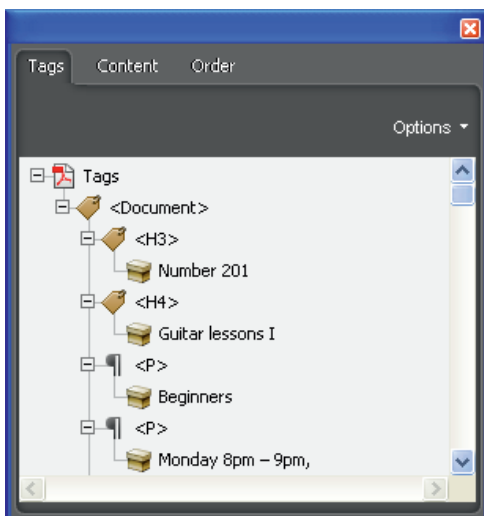 Tags Content Order
Options
Tags
<Document>
<H3>
Number 201
<H4>
Guitar lessons I
<P>
Beginners
<P>
Monday 8pm – 9pm,